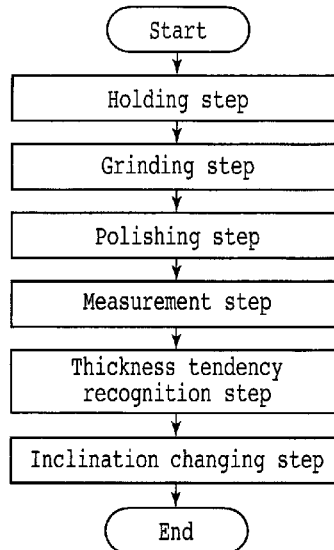 Start
Holding step
Grinding step
Polishing step
Measurement step
Thickness tendency
recognition step
Inclination changing step
End